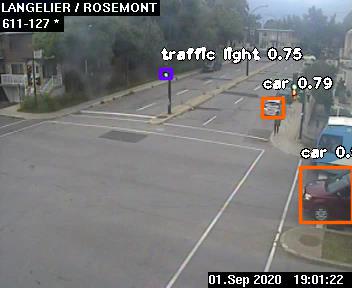 LANGELIER / ROSEMONT
611-127 *
traffic light 0.75
car 0.79
car 0.
01.Sep 2020 19:01:22